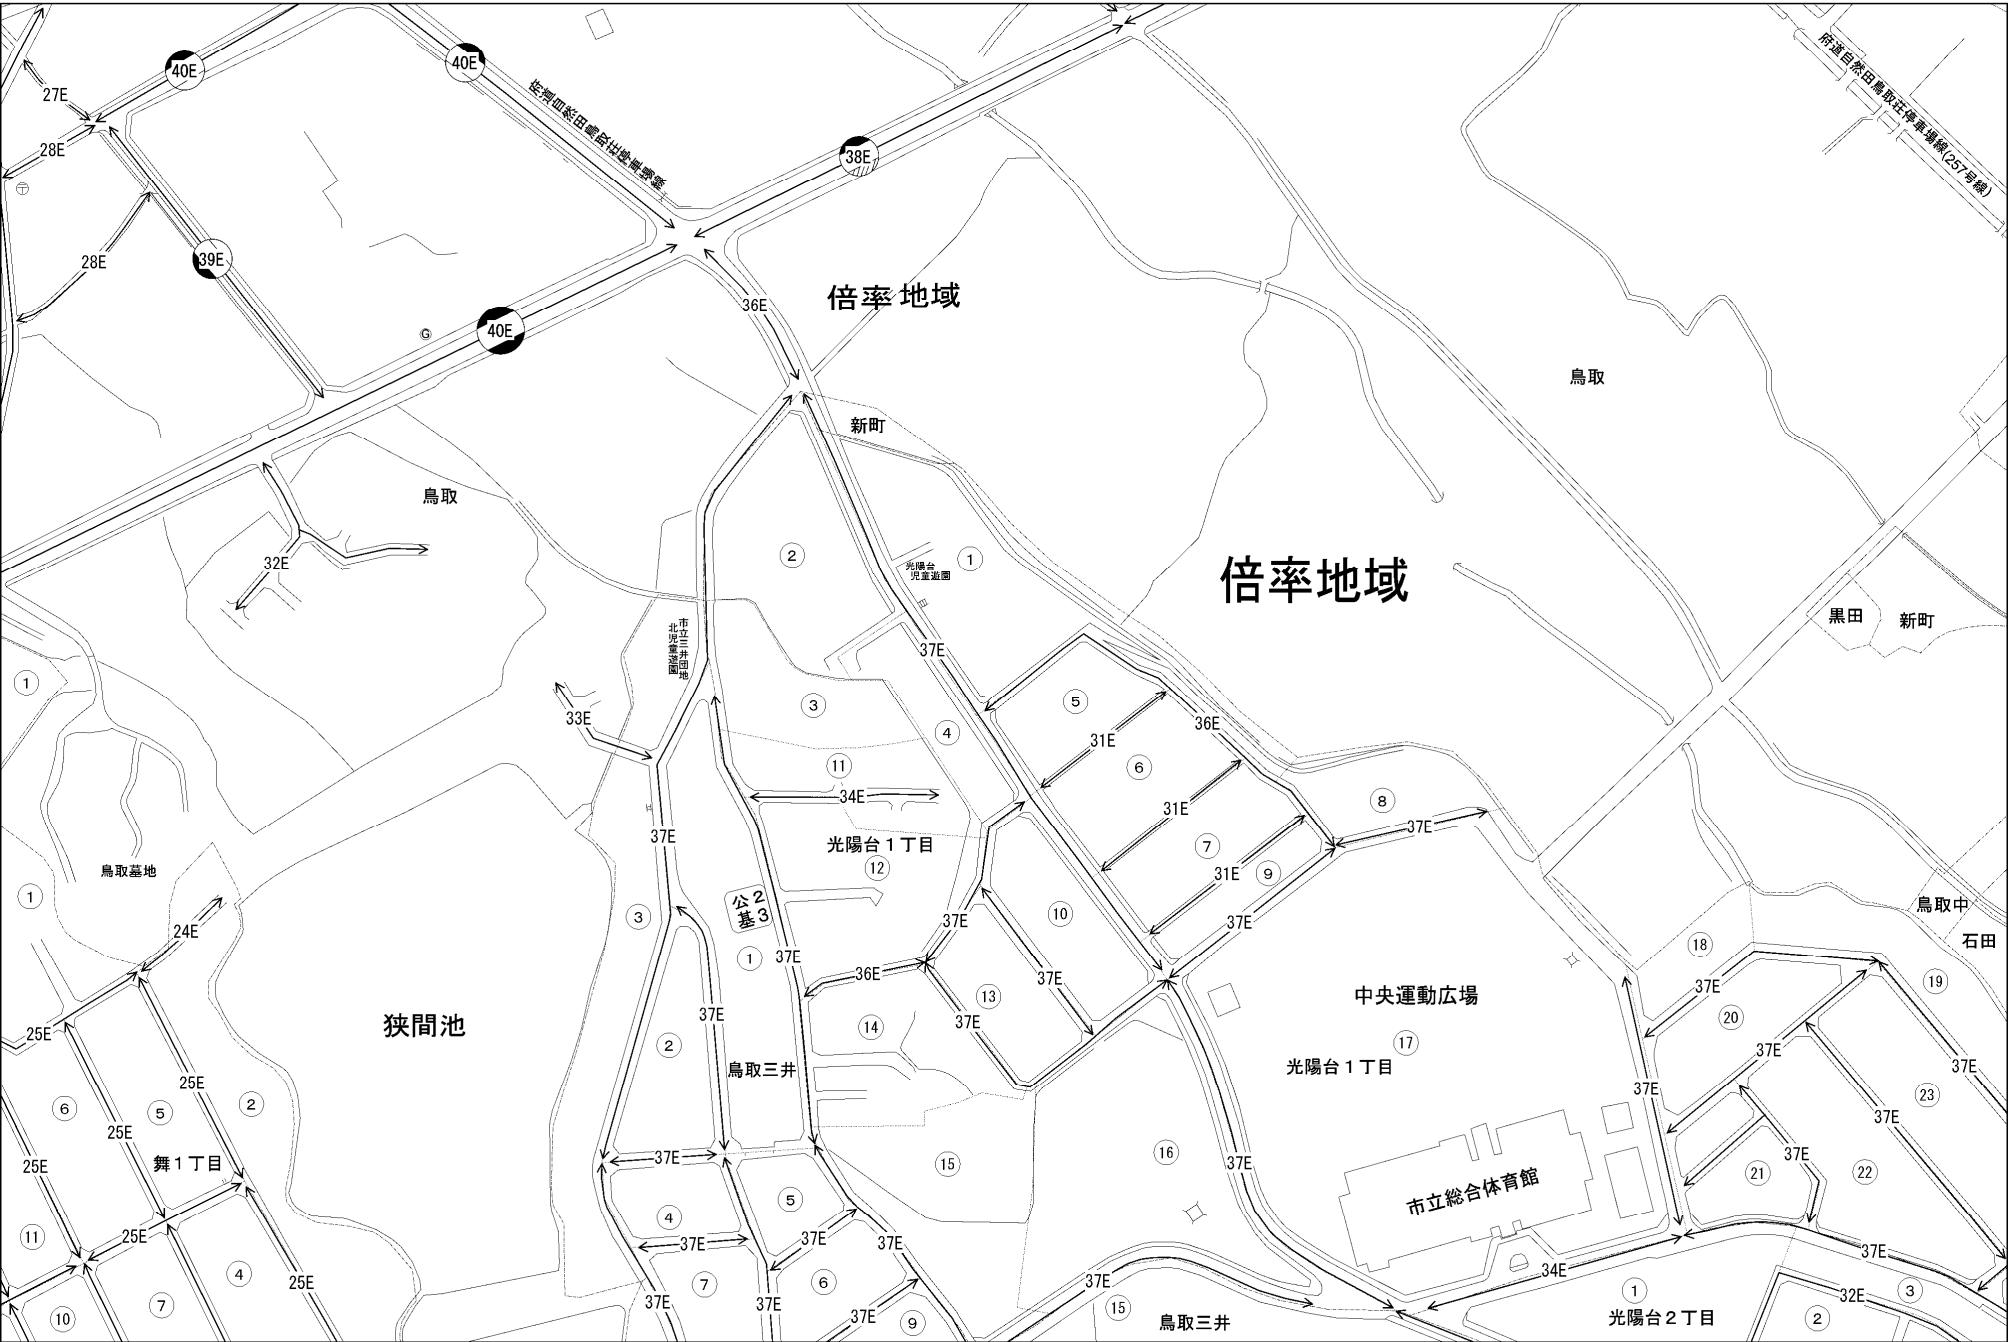 40E
40E
27E
28E
府道自然田鳥取荘停車場線
府道自然田鳥取荘停車場線(257号線)
38E
〒
28E
39E
36E
倍率地域
G
40E
鳥取
新町
鳥取
32E
②
①
光陽台
児童遊園
倍率地域
黒田
新町
市立三井団地
北児童遊園
37E
①
33E
③
④
⑤
36E
31E
⑥
⑪
34E
31E
⑧
37E
37E
光陽台1丁目
⑫
⑦
31E
⑨
鳥取墓地
①
24E
③
公2
基3
37E
⑩
37E
鳥取中
石田
⑱
①
37E
36E
37E
⑲
37E
⑬
中央運動広場
狭間池
25E
37E
37E
⑭
⑰
⑳
②
鳥取三井
光陽台1丁目
37E
37E
25E
⑥
⑤
②
37E
㉓
37E
25E
25E
舞1丁目
37E
⑮
⑯
37E
37E
㉑
㉒
市立総合体育館
⑤
④
⑪
25E
37E
37E
37E
37E
④
25E
⑦
⑥
37E
34E
①
③
32E
37E
37E
37E
⑨
⑮
鳥取三井
光陽台2丁目
②
⑩
⑦